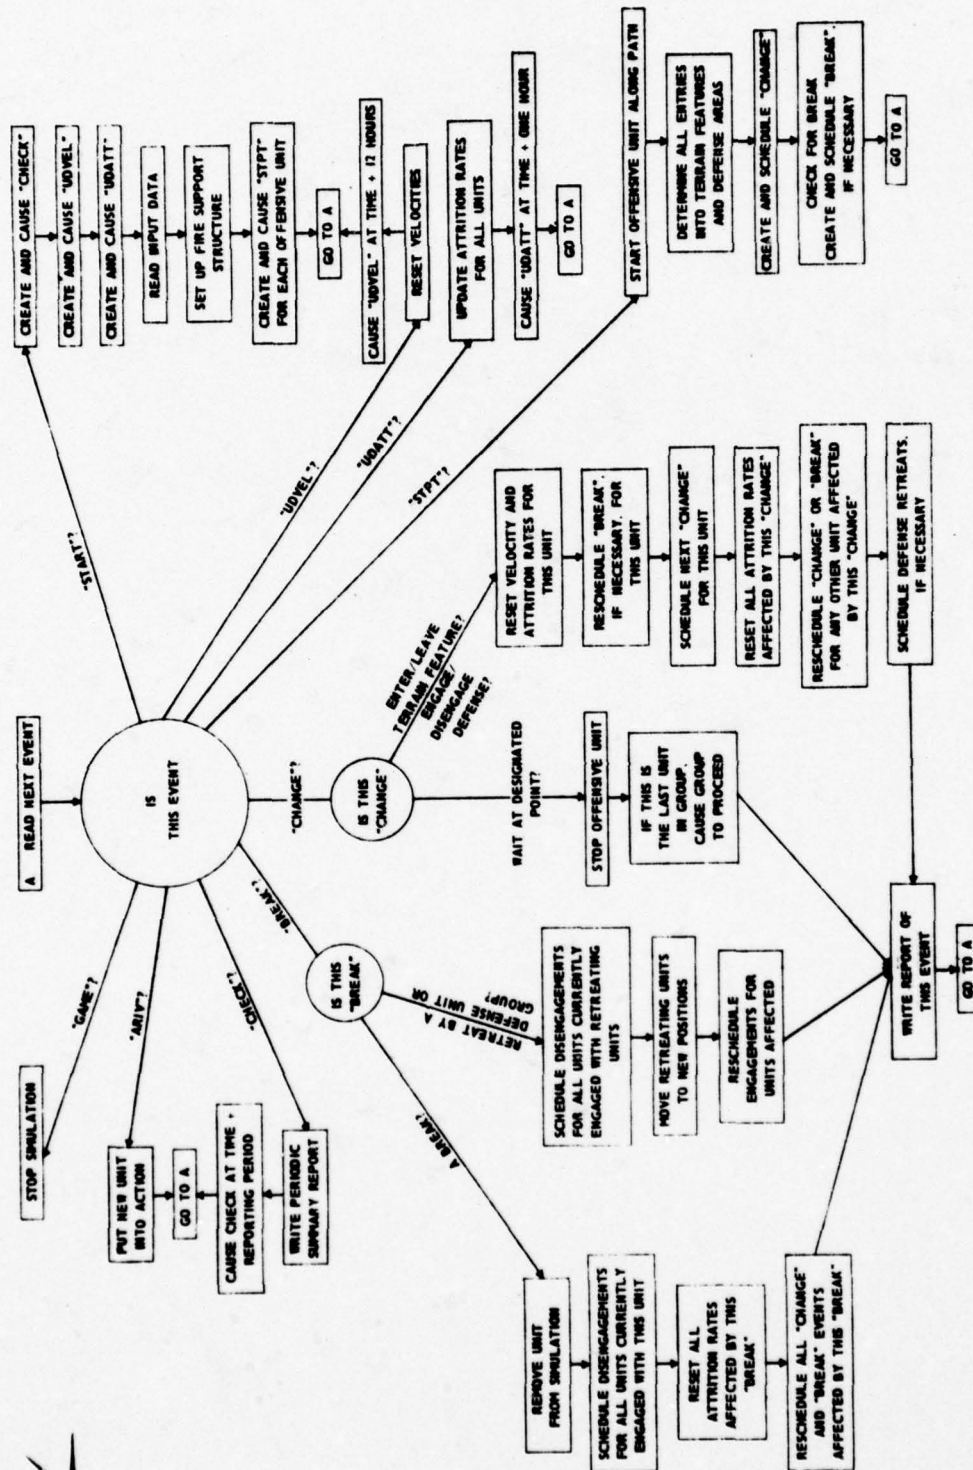 A READ NEXT EVENT
IS
THIS EVENT
"GAME"?
STOP SIMULATION
"ARIV"?
PUT NEW UNIT
INTO ACTION
GO TO A
"CHECK"?
WRITE PERIODIC
SUMMARY REPORT
CAUSE CHECK AT TIME +
REPORTING PERIOD
"BREAK"?
IS THIS
"BREAK"
A BREAK?
REMOVE UNIT
FROM SIMULATION
SCHEDULE DISENGAGEMENTS
FOR ALL UNITS CURRENTLY
ENGAGED WITH THIS UNIT
RESET ALL
ATTRITION RATES
AFFECTED BY THIS
"BREAK"
RESCHEDULE ALL "CHANGE"
AND "BREAK" EVENTS
AFFECTED BY THIS "BREAK"
RETREAT BY A
DEFENSE UNIT OR
GROUP?
SCHEDULE DISENGAGEMENTS
FOR ALL UNITS CURRENTLY
ENGAGED WITH RETREATING
UNITS
MOVE RETREATING UNITS
TO NEW POSITIONS
RESCHEDULE
ENGAGEMENTS FOR
UNITS AFFECTED
"CHANGE"?
IS THIS
"CHANGE"
WAIT AT DESIGNATED
POINT?
STOP OFFENSIVE UNIT
IF THIS IS
THE LAST UNIT
IN GROUP,
CAUSE GROUP
TO PROCEED
ENTER/LEAVE
TERRAIN FEATURE?
ENGAGE/
DISENGAGE
DEFENSE?
RESET VELOCITY AND
ATTRITION RATES FOR
THIS UNIT
RESCHEDULE "BREAK",
IF NECESSARY, FOR
THIS UNIT
SCHEDULE NEXT "CHANGE"
FOR THIS UNIT
RESET ALL ATTRITION RATES
AFFECTED BY THIS "CHANGE"
RESCHEDULE "CHANGE" OR "BREAK"
FOR ANY OTHER UNIT AFFECTED
BY THIS "CHANGE"
SCHEDULE DEFENSE RETREATS,
IF NECESSARY
WRITE REPORT OF
THIS EVENT
GO TO A
"START"?
CREATE AND CAUSE "CHECK"
CREATE AND CAUSE "UDVEL"
CREATE AND CAUSE "UDATT"
READ INPUT DATA
SET UP FIRE SUPPORT
STRUCTURE
CREATE AND CAUSE "STPT"
FOR EACH OFFENSIVE UNIT
GO TO A
CAUSE "UDVEL" AT TIME + 12 HOURS
RESET VELOCITIES
"UDVEL"?
"UDATT"?
UPDATE ATTRITION RATES
FOR ALL UNITS
CAUSE "UDATT" AT TIME + ONE HOUR
GO TO A
"STPT"?
START OFFENSIVE UNIT ALONG PATH
DETERMINE ALL ENTRIES
INTO TERRAIN FEATURES
AND DEFENSE AREAS
CREATE AND SCHEDULE "CHANGE"
CHECK FOR BREAK
CREATE AND SCHEDULE "BREAK",
IF NECESSARY
GO TO A